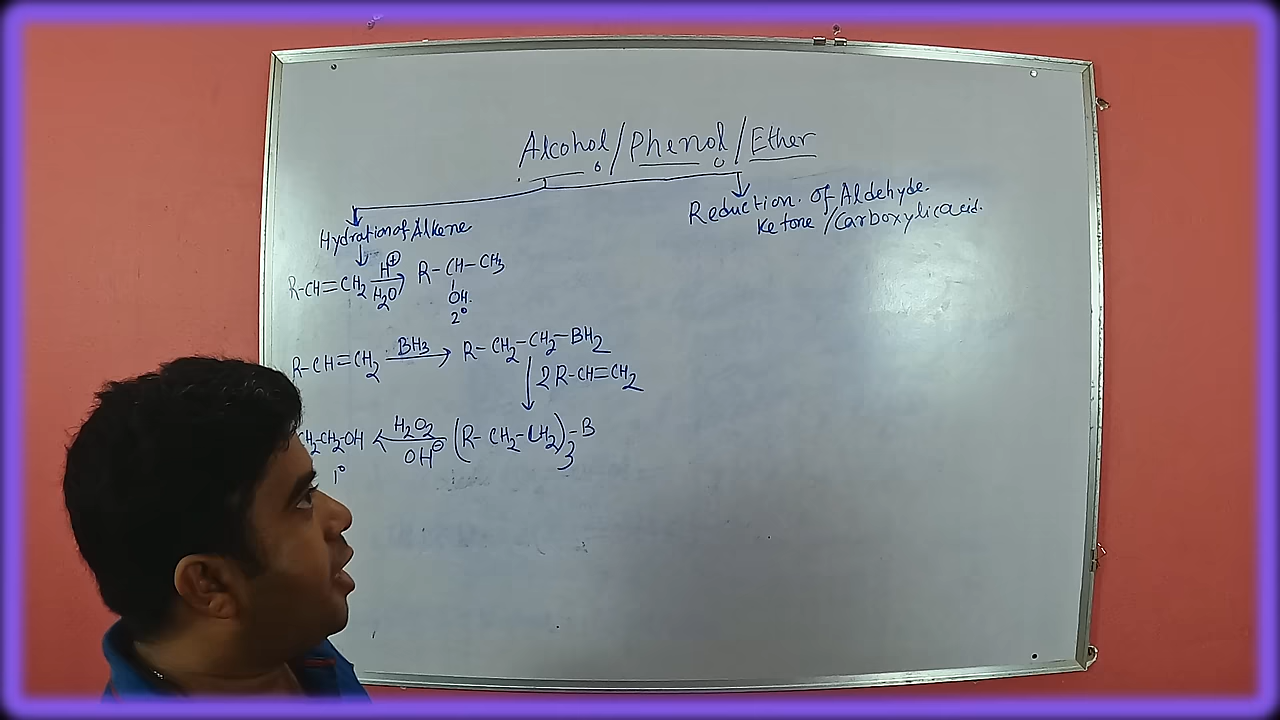 Alcohol/Phenol/Ether
Hydration of Alkene
R-CH=CH2 H⊕ H2O → R-CH-CH3
OH
2°
R-CH=CH2 BH3 → R-CH2-CH2-BH2
↓ 2R-CH=CH2
CH2-CH2-OH ← H2O2 OH⊖ (R-CH2-CH2)3-B
1°
Reduction. Of Aldehyde.
Ketone/Carboxylic acid.